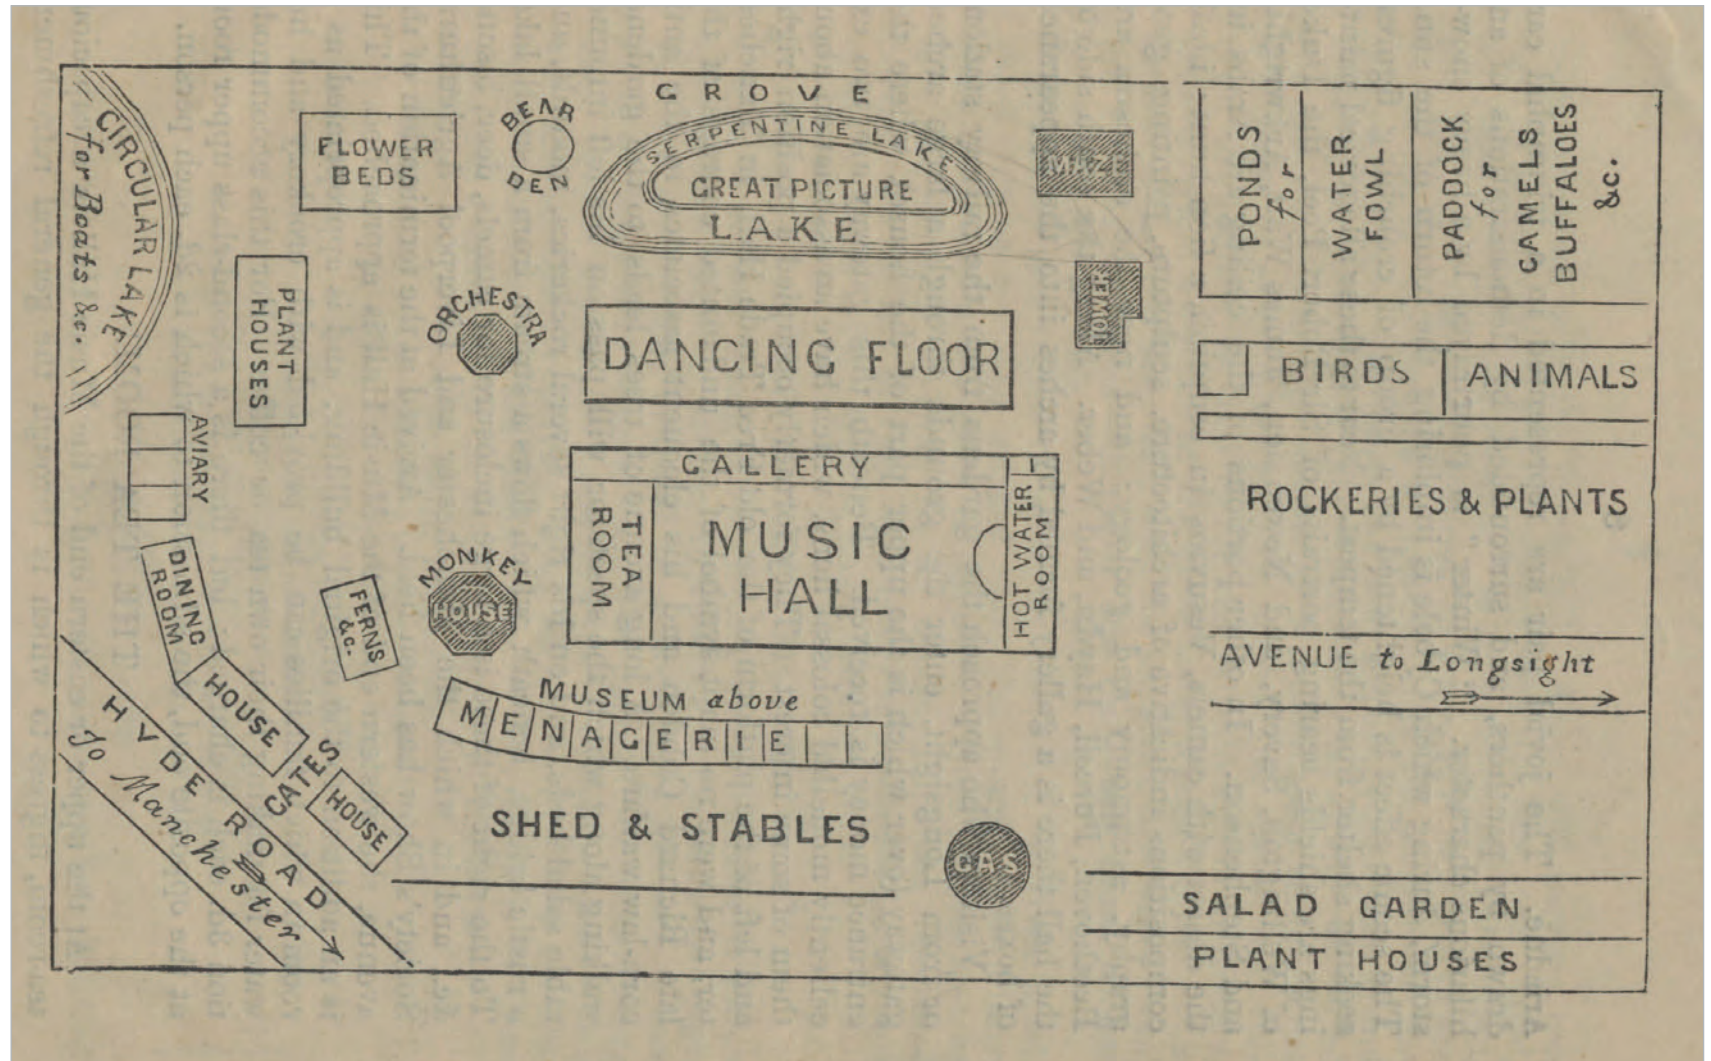 GROVE
SERPENTINE LAKE
GREAT PICTURE
LAKE
BEAR
DEN
FLOWER
BEDS
CIRCULAR LAKE
for Boats &c.
MAZE
PONDS
for
WATER
FOWL
PADDOCK
for
CAMELS
BUFFALOES
&c.
PLANT
HOUSES
ORCHESTRA
DANCING FLOOR
TOWER
BIRDS
ANIMALS
AVIARY
GALLERY
TEA
ROOM
MUSIC
HALL
HOT WATER
ROOM
ROCKERIES & PLANTS
DINING
ROOM
FERNS
&c.
MONKEY
HOUSE
AVENUE to Longsight
HOUSE
GATES
HOUSE
MUSEUM above
MENAGERIE
HYDE ROAD
To Manchester
SHED & STABLES
GAS
SALAD GARDEN
PLANT HOUSES